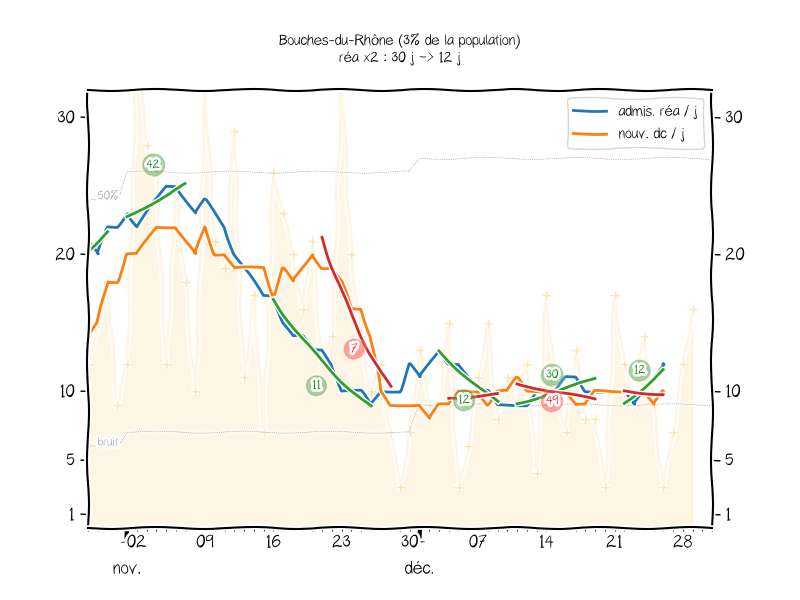 Bouches-du-Rhône (3% de la population)
réa x2 : 30 j -> 12 j
admis. réa / j
nouv. dc / j
30
20
10
5
1
30
20
10
5
1
50%
bruit
42
11
7
12
30
49
12
02 09 16 23 30 07 14 21 28
nov. déc.